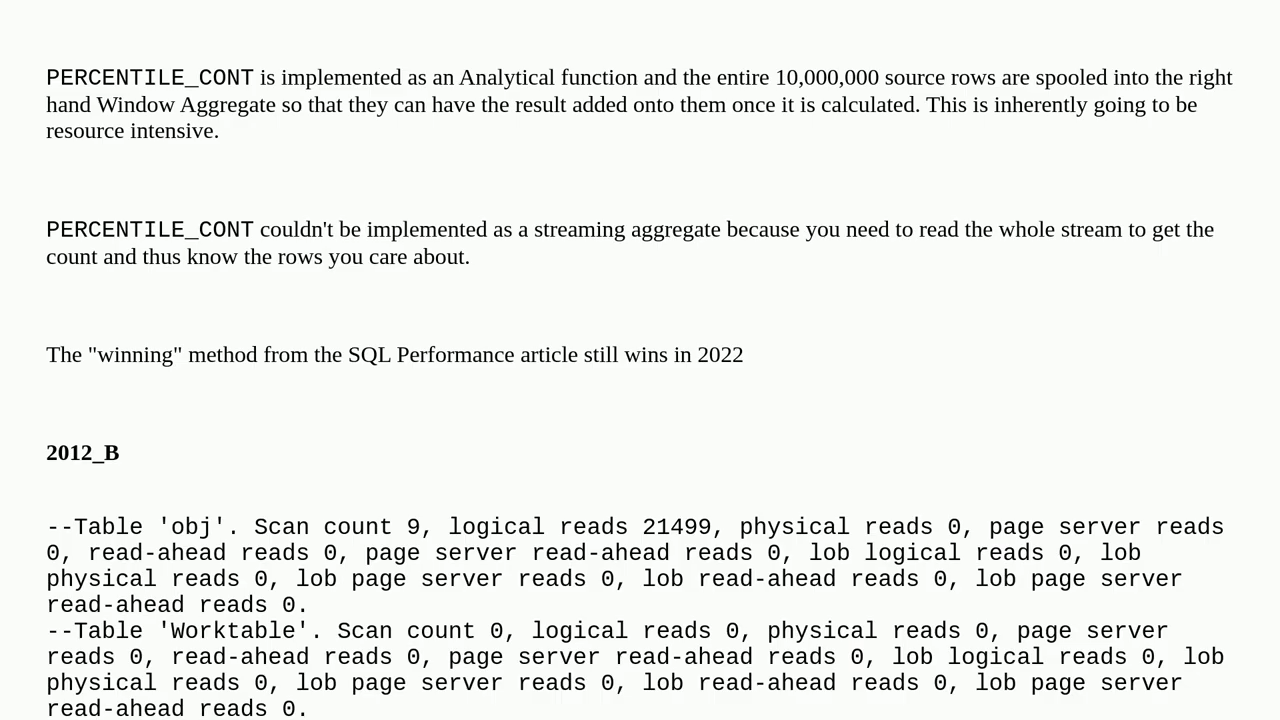 PERCENTILE_CONT is implemented as an Analytical function and the entire 10,000,000 source rows are spooled into the right
hand Window Aggregate so that they can have the result added onto them once it is calculated. This is inherently going to be
resource intensive.
PERCENTILE_CONT couldn't be implemented as a streaming aggregate because you need to read the whole stream to get the
count and thus know the rows you care about.
The "winning" method from the SQL Performance article still wins in 2022
2012_B
--Table 'obj'. Scan count 9, logical reads 21499, physical reads 0, page server reads
0, read-ahead reads 0, page server read-ahead reads 0, lob logical reads 0, lob
physical reads 0, lob page server reads 0, lob read-ahead reads 0, lob page server
read-ahead reads 0.
--Table 'Worktable'. Scan count 0, logical reads 0, physical reads 0, page server
reads 0, read-ahead reads 0, page server read-ahead reads 0, lob logical reads 0, lob
physical reads 0, lob page server reads 0, lob read-ahead reads 0, lob page server
read-ahead reads 0.